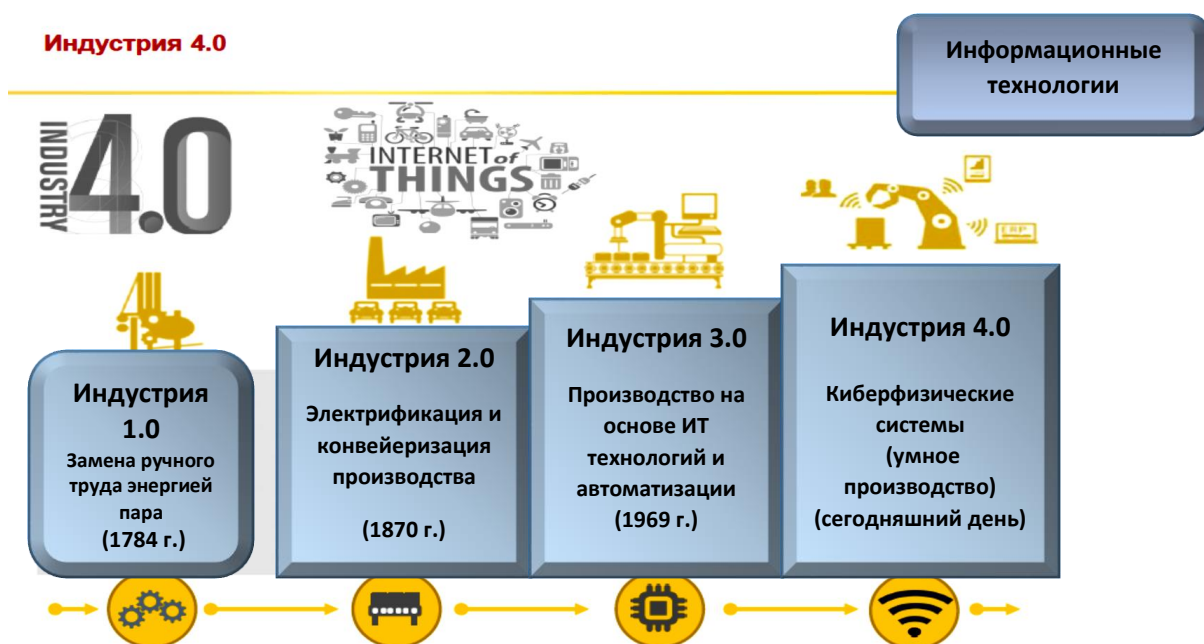 Индустрия 4.0
Информационные
технологии
INDUSTRY
4.0
INTERNET of
THINGS
ERP
Индустрия
1.0
Замена ручного
труда энергией
пара
(1784 г.)
Индустрия 2.0
Электрификация и
конвейеризация
производства
(1870 г.)
Индустрия 3.0
Производство на
основе ИТ
технологий и
автоматизации
(1969 г.)
Индустрия 4.0
Киберфизические
системы
(умное
производство)
(сегодняшний день)